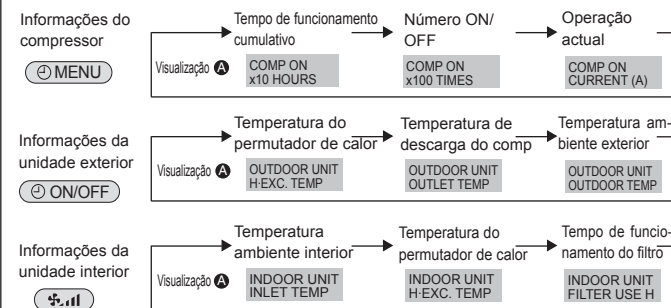 Informações do
compressor
MENU
Visualização A
Tempo de funcionamento
cumulativo
COMP ON
x10 HOURS
Número ON/
OFF
COMP ON
x100 TIMES
Operação
actual
COMP ON
CURRENT (A)
Informações da
unidade exterior
ON/OFF
Visualização A
Temperatura do
permutador de calor
OUTDOOR UNIT
H·EXC. TEMP
Temperatura de
descarga do comp
OUTDOOR UNIT
OUTLET TEMP
Temperatura am-
biente exterior
OUTDOOR UNIT
OUTDOOR TEMP
Informações da
unidade interior
Visualização A
Temperatura
ambiente interior
INDOOR UNIT
INLET TEMP
Temperatura do
permutador de calor
INDOOR UNIT
H·EXC. TEMP
Tempo de funcio-
namento do filtro
INDOOR UNIT
FILTER USE H